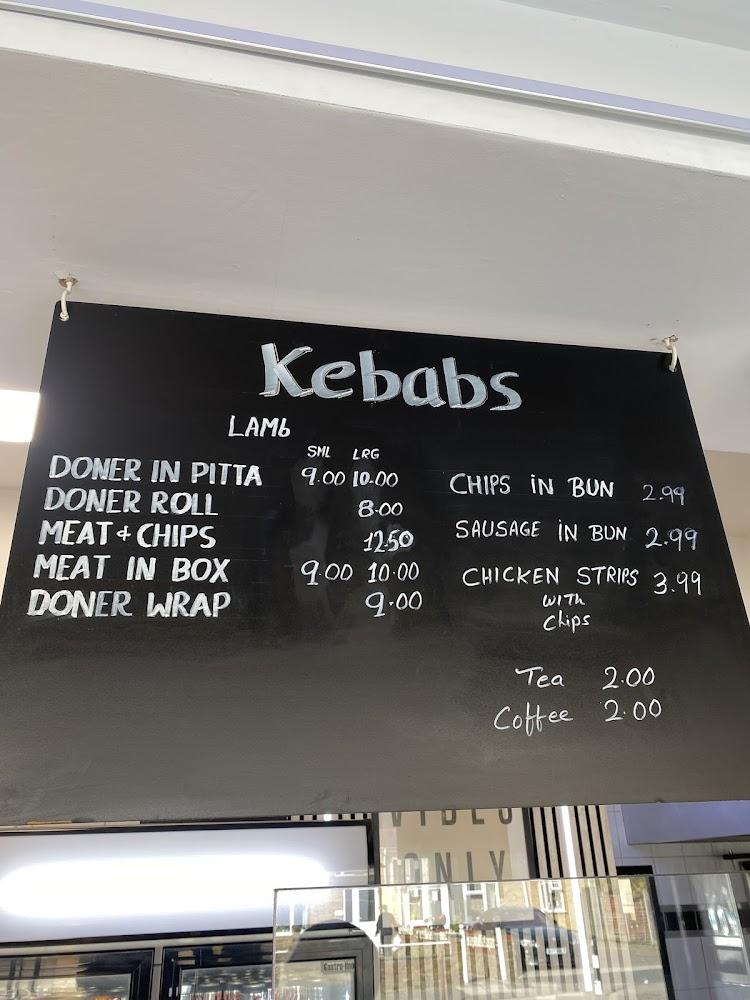 Kebabs
LAMb
SML LRG
DONER IN PITTA 9.00 10.00
DONER ROLL 8.00
MEAT + CHIPS 12.50
MEAT IN BOX 9.00 10.00
DONER WRAP 9.00
CHIPS iN BUN 2.99
SAUSAGE iN BUN 2.99
CHICKEN STRIPS 3.99
WiTH
Chips
Tea 2.00
Coffee 2.00
VIBES
ONLY